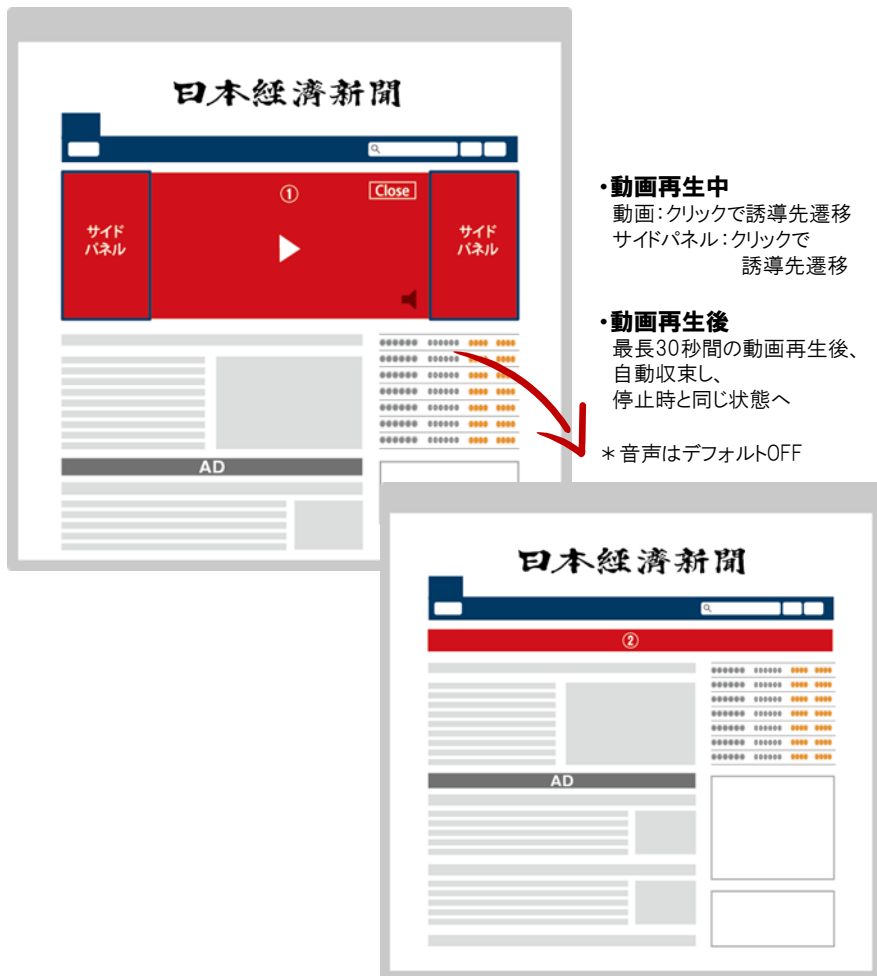 日本経済新聞
①
Close
サイド
パネル
サイド
パネル
AD
・動画再生中
動画：クリックで誘導先遷移
サイドパネル：クリックで
誘導先遷移
・動画再生後
最長30秒間の動画再生後、
自動収束し、
停止時と同じ状態へ
＊音声はデフォルトOFF
日本経済新聞
②
AD